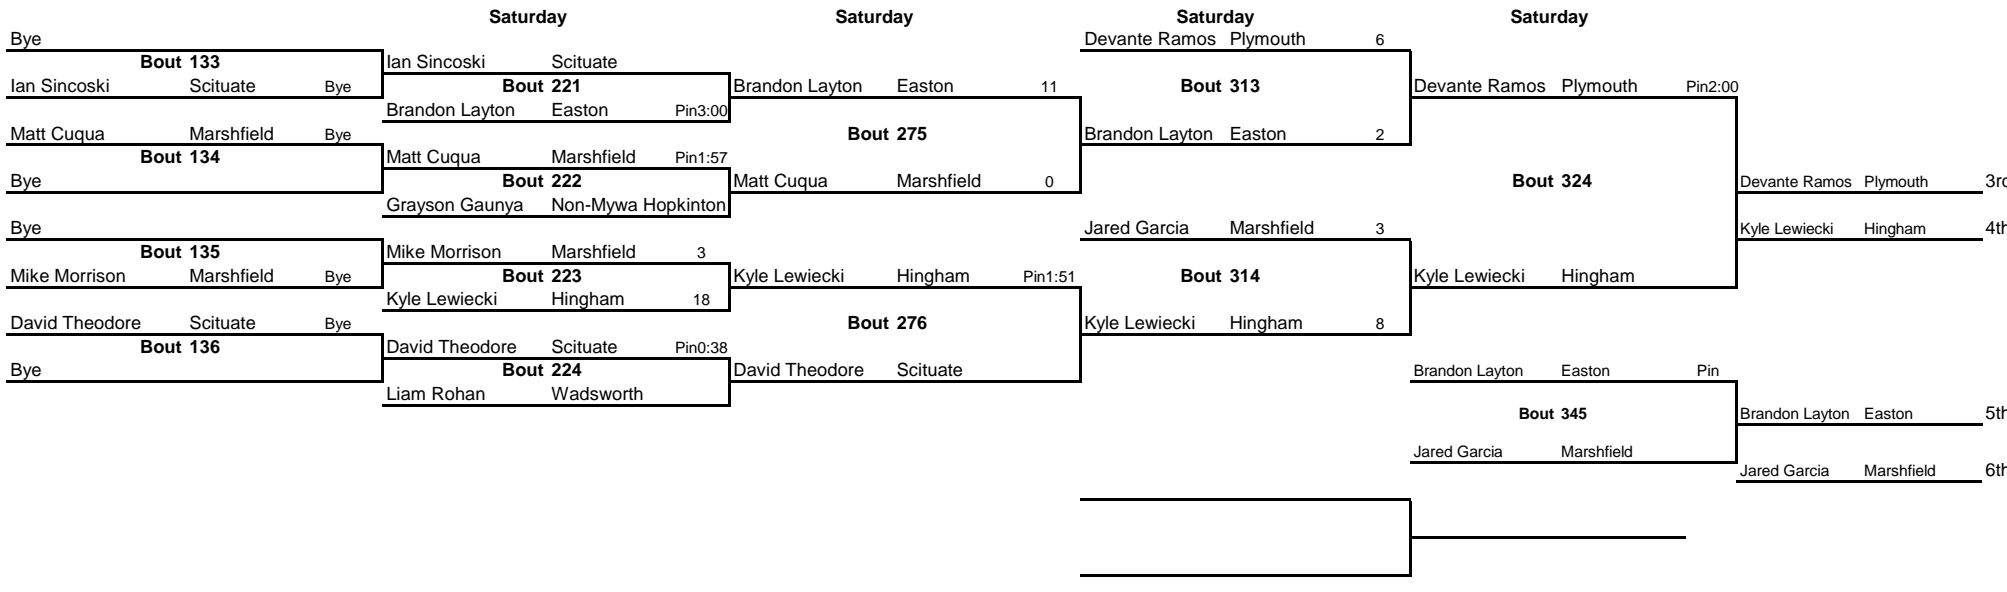 Saturday Saturday Saturday Saturday
Bye Devante Ramos Plymouth 6
Bout 133 Ian Sincoski Scituate
Ian Sincoski Scituate Bye Bout 221 Brandon Layton Easton 11 Bout 313 Devante Ramos Plymouth Pin2:00
Brandon Layton Easton Pin3:00
Matt Cuqua Marshfield Bye Bout 275 Brandon Layton Easton 2
Bout 134 Matt Cuqua Marshfield Pin1:57
Bye Bout 222 Matt Cuqua Marshfield 0 Bout 324 Devante Ramos Plymouth 3rd
Grayson Gaunya Non-Mywa Hopkinton
Bye Jared Garcia Marshfield 3 Kyle Lewiecki Hingham 4th
Bout 135 Mike Morrison Marshfield 3
Mike Morrison Marshfield Bye Bout 223 Kyle Lewiecki Hingham Pin1:51 Bout 314 Kyle Lewiecki Hingham
Kyle Lewiecki Hingham 18
David Theodore Scituate Bye Bout 276 Kyle Lewiecki Hingham 8
Bout 136 David Theodore Scituate Pin0:38
Bye Bout 224 David Theodore Scituate Brandon Layton Easton Pin
Liam Rohan Wadsworth
Bout 345 Brandon Layton Easton 5th
Jared Garcia Marshfield
Jared Garcia Marshfield 6th